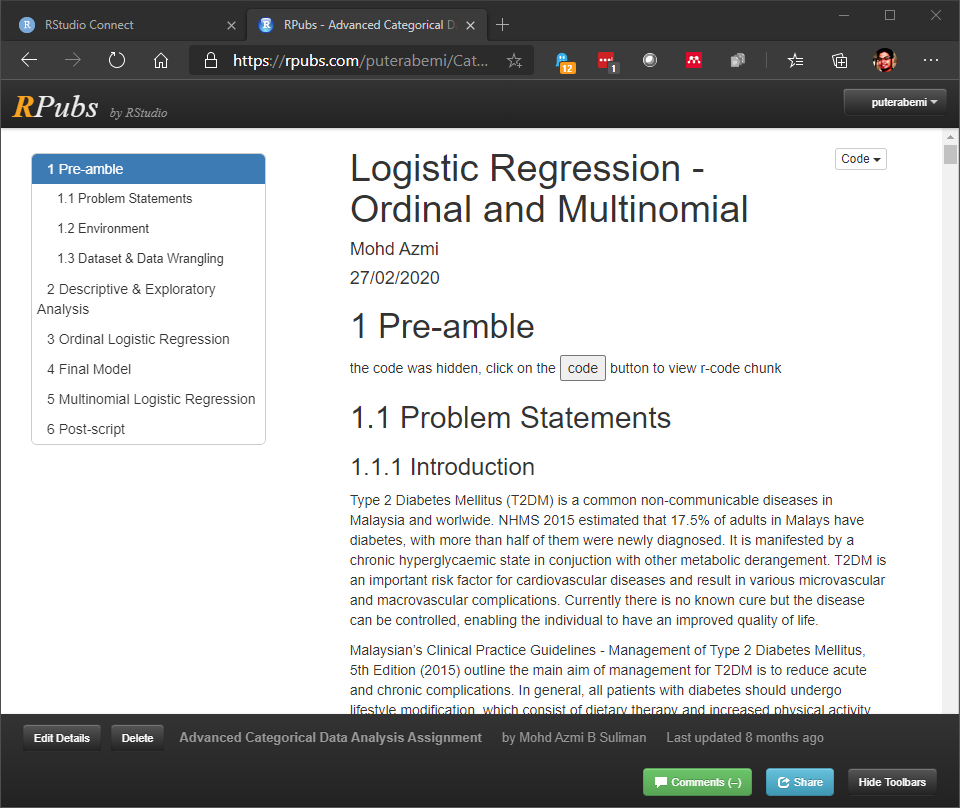 RStudio Connect
RPubs - Advanced Categorical D
https://rpubs.com/puterabemi/Cat...
12
1
RPubs by RStudio
puterabemi
1 Pre-amble
1.1 Problem Statements
1.2 Environment
1.3 Dataset & Data Wrangling
2 Descriptive & Exploratory
Analysis
3 Ordinal Logistic Regression
4 Final Model
5 Multinomial Logistic Regression
6 Post-script
Code
Logistic Regression -
Ordinal and Multinomial
Mohd Azmi
27/02/2020
1 Pre-amble
the code was hidden, click on the code button to view r-code chunk
1.1 Problem Statements
1.1.1 Introduction
Type 2 Diabetes Mellitus (T2DM) is a common non-communicable diseases in
Malaysia and worlwide. NHMS 2015 estimated that 17.5% of adults in Malays have
diabetes, with more than half of them were newly diagnosed. It is manifested by a
chronic hyperglycaemic state in conjuction with other metabolic derangement. T2DM is
an important risk factor for cardiovascular diseases and result in various microvascular
and macrovascular complications. Currently there is no known cure but the disease
can be controlled, enabling the individual to have an improved quality of life.
Malaysian's Clinical Practice Guidelines - Management of Type 2 Diabetes Mellitus,
5th Edition (2015) outline the main aim of management for T2DM is to reduce acute
and chronic complications. In general, all patients with diabetes should undergo
lifestyle modification, which consist of dietary therapy and increased physical activity
Edit Details
Delete
Advanced Categorical Data Analysis Assignment
by Mohd Azmi B Suliman
Last updated 8 months ago
Comments (–)
Share
Hide Toolbars